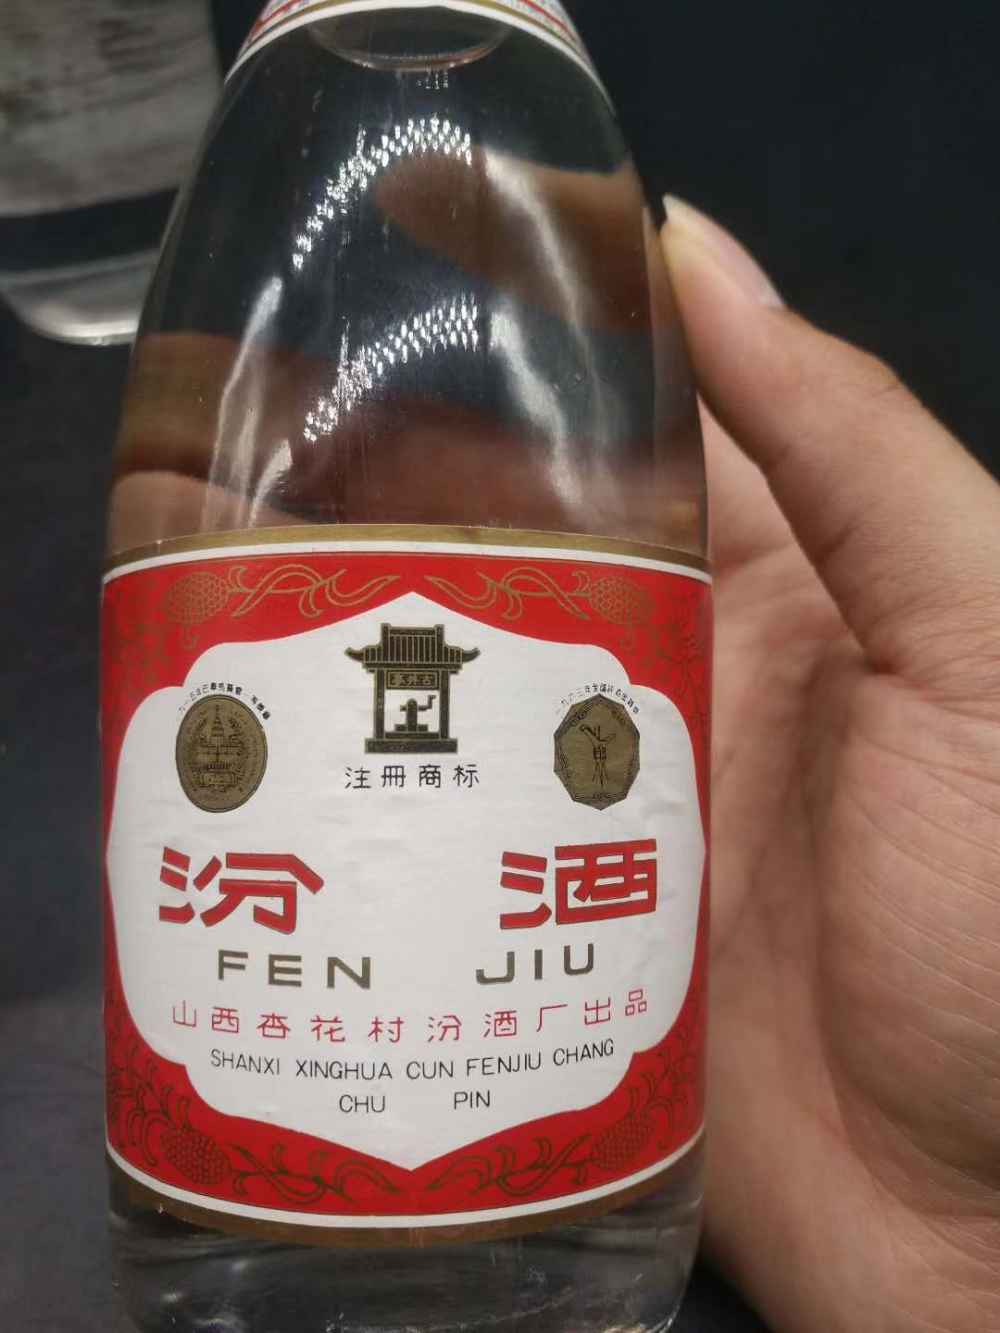 古井亭
注册商标
汾酒
FEN JIU
山西杏花村汾酒厂出品
SHANXI XINGHUA CUN FENJIU CHANG
CHU PIN